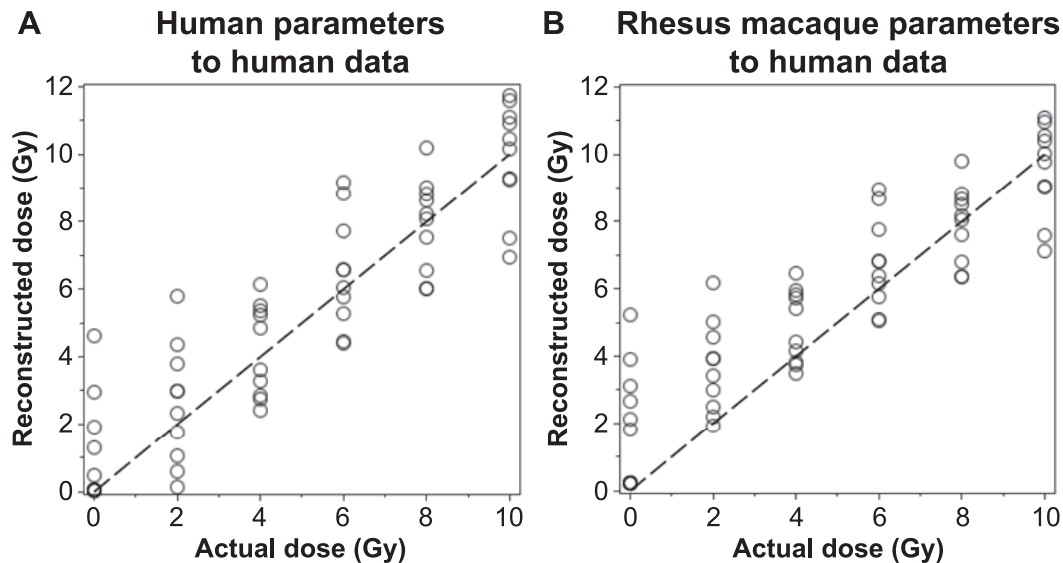 A
Human parameters
to human data
Reconstructed dose (Gy)
12
10
8
6
4
2
0
0 2 4 6 8 10
Actual dose (Gy)
B
Rhesus macaque parameters
to human data
Reconstructed dose (Gy)
12
10
8
6
4
2
0
0 2 4 6 8 10
Actual dose (Gy)